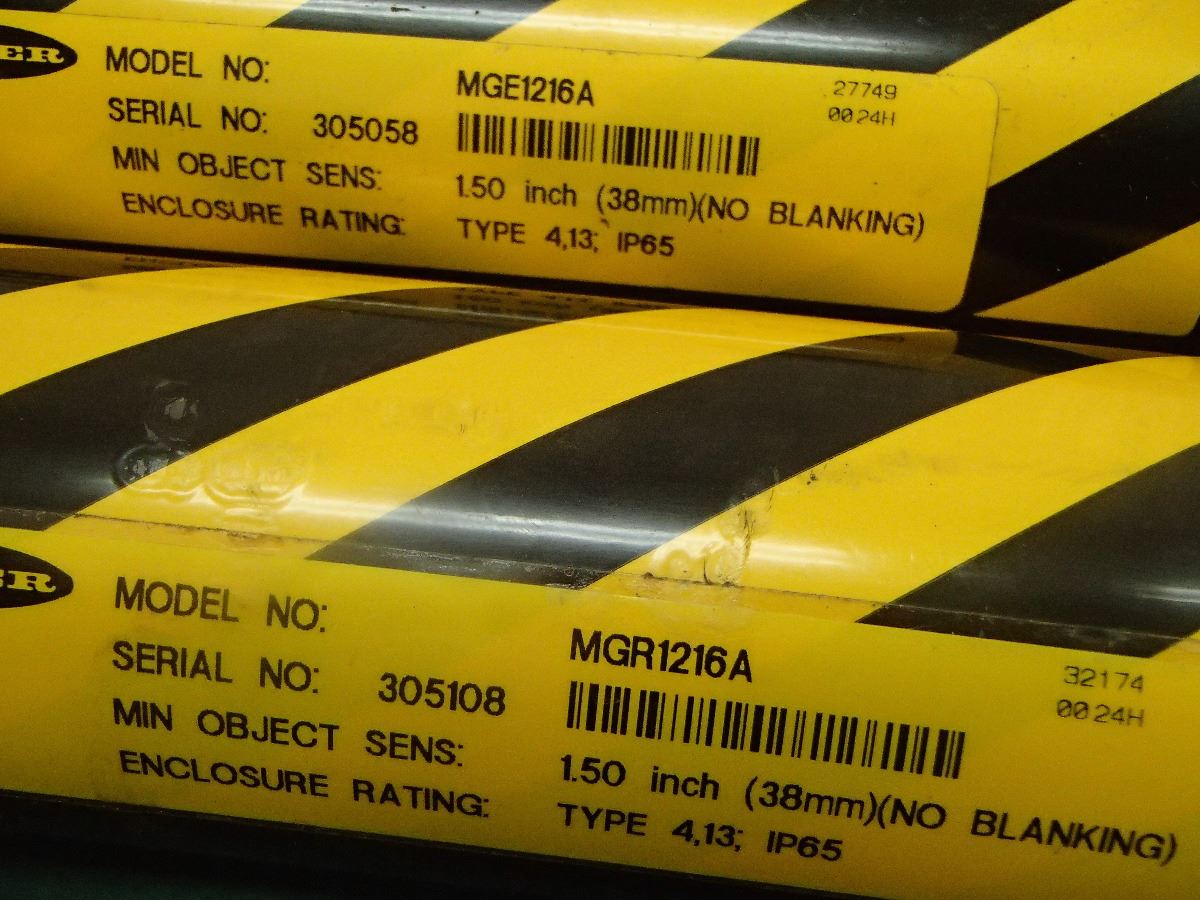 ER
MODEL NO: MGE1216A 27749
0024H
SERIAL NO: 305058
MIN OBJECT SENS: 1.50 inch (38mm)(NO BLANKING)
ENCLOSURE RATING: TYPE 4,13; IP65
ER
MODEL NO: MGR1216A 32174
0024H
SERIAL NO: 305108
MIN OBJECT SENS: 1.50 inch (38mm)(NO BLANKING)
ENCLOSURE RATING: TYPE 4,13; IP65